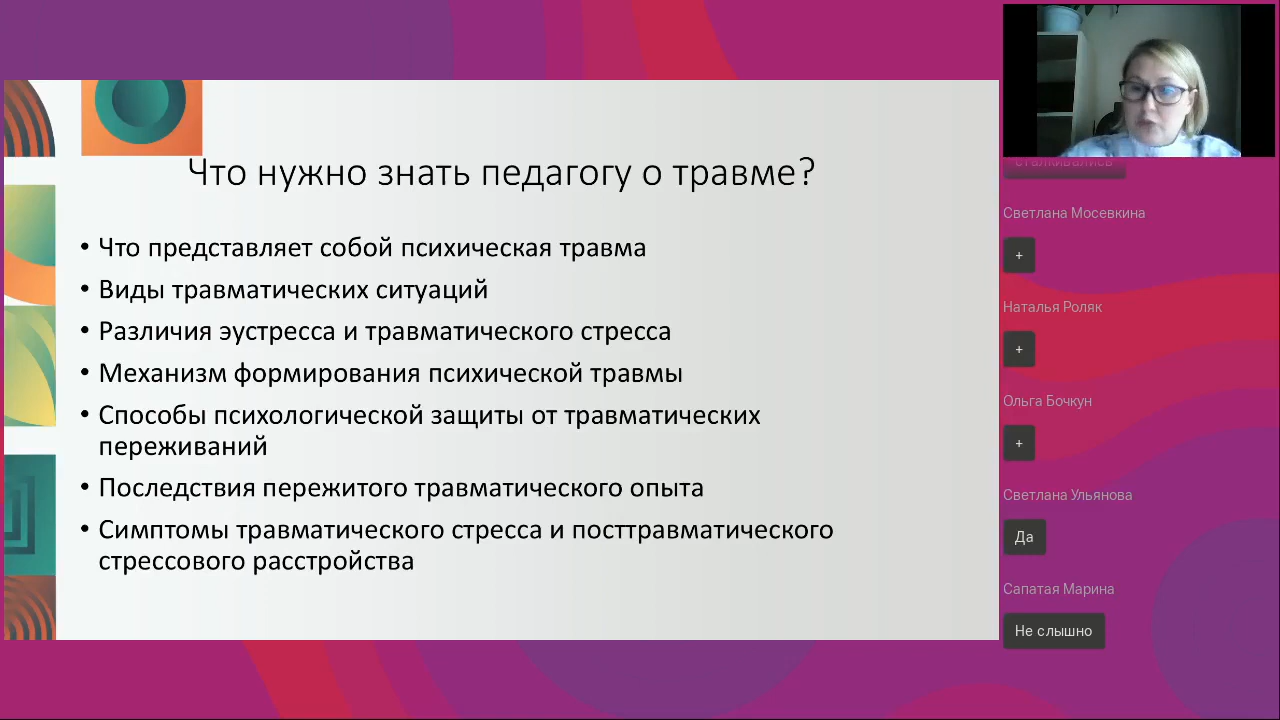 Что нужно знать педагогу о травме?
• Что представляет собой психическая травма
• Виды травматических ситуаций
• Различия эустресса и травматического стресса
• Механизм формирования психической травмы
• Способы психологической защиты от травматических
переживаний
• Последствия пережитого травматического опыта
• Симптомы травматического стресса и посттравматического
стрессового расстройства
сталкивались
Светлана Мосевкина
+
Наталья Роляк
+
Ольга Бочкун
+
Светлана Ульянова
Да
Сапатая Марина
Не слышно